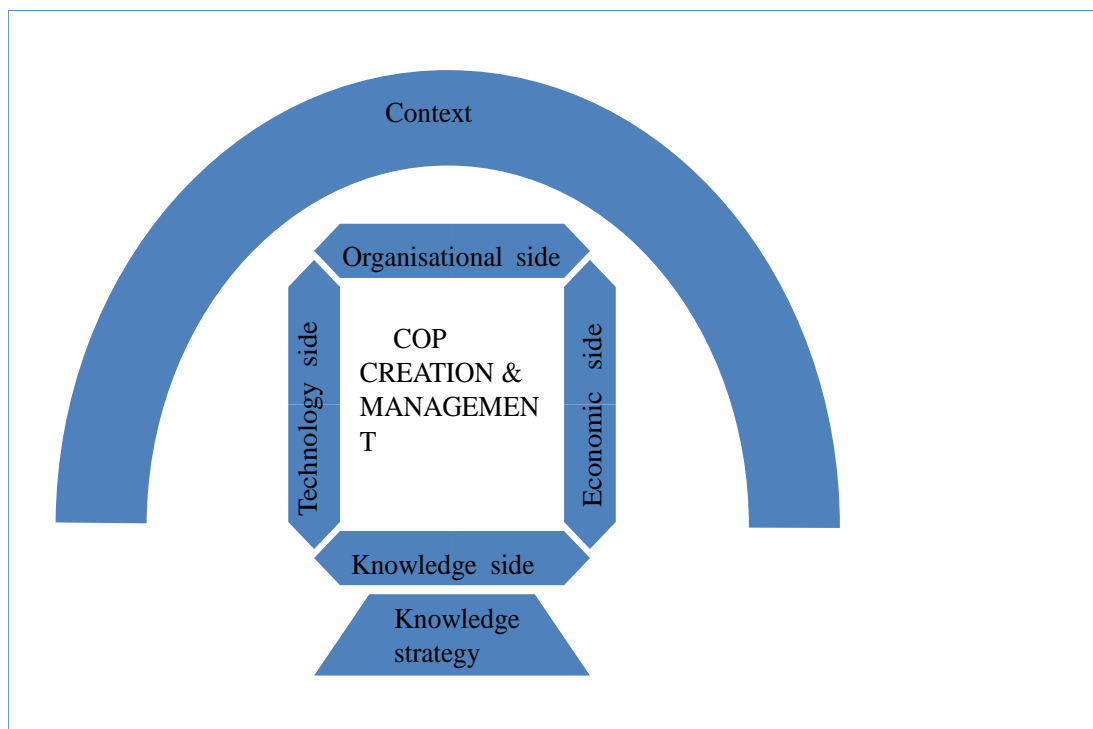 Context
Organisational side
Technology side
COP
CREATION &
MANAGEMEN
T
Economic side
Knowledge side
Knowledge
strategy